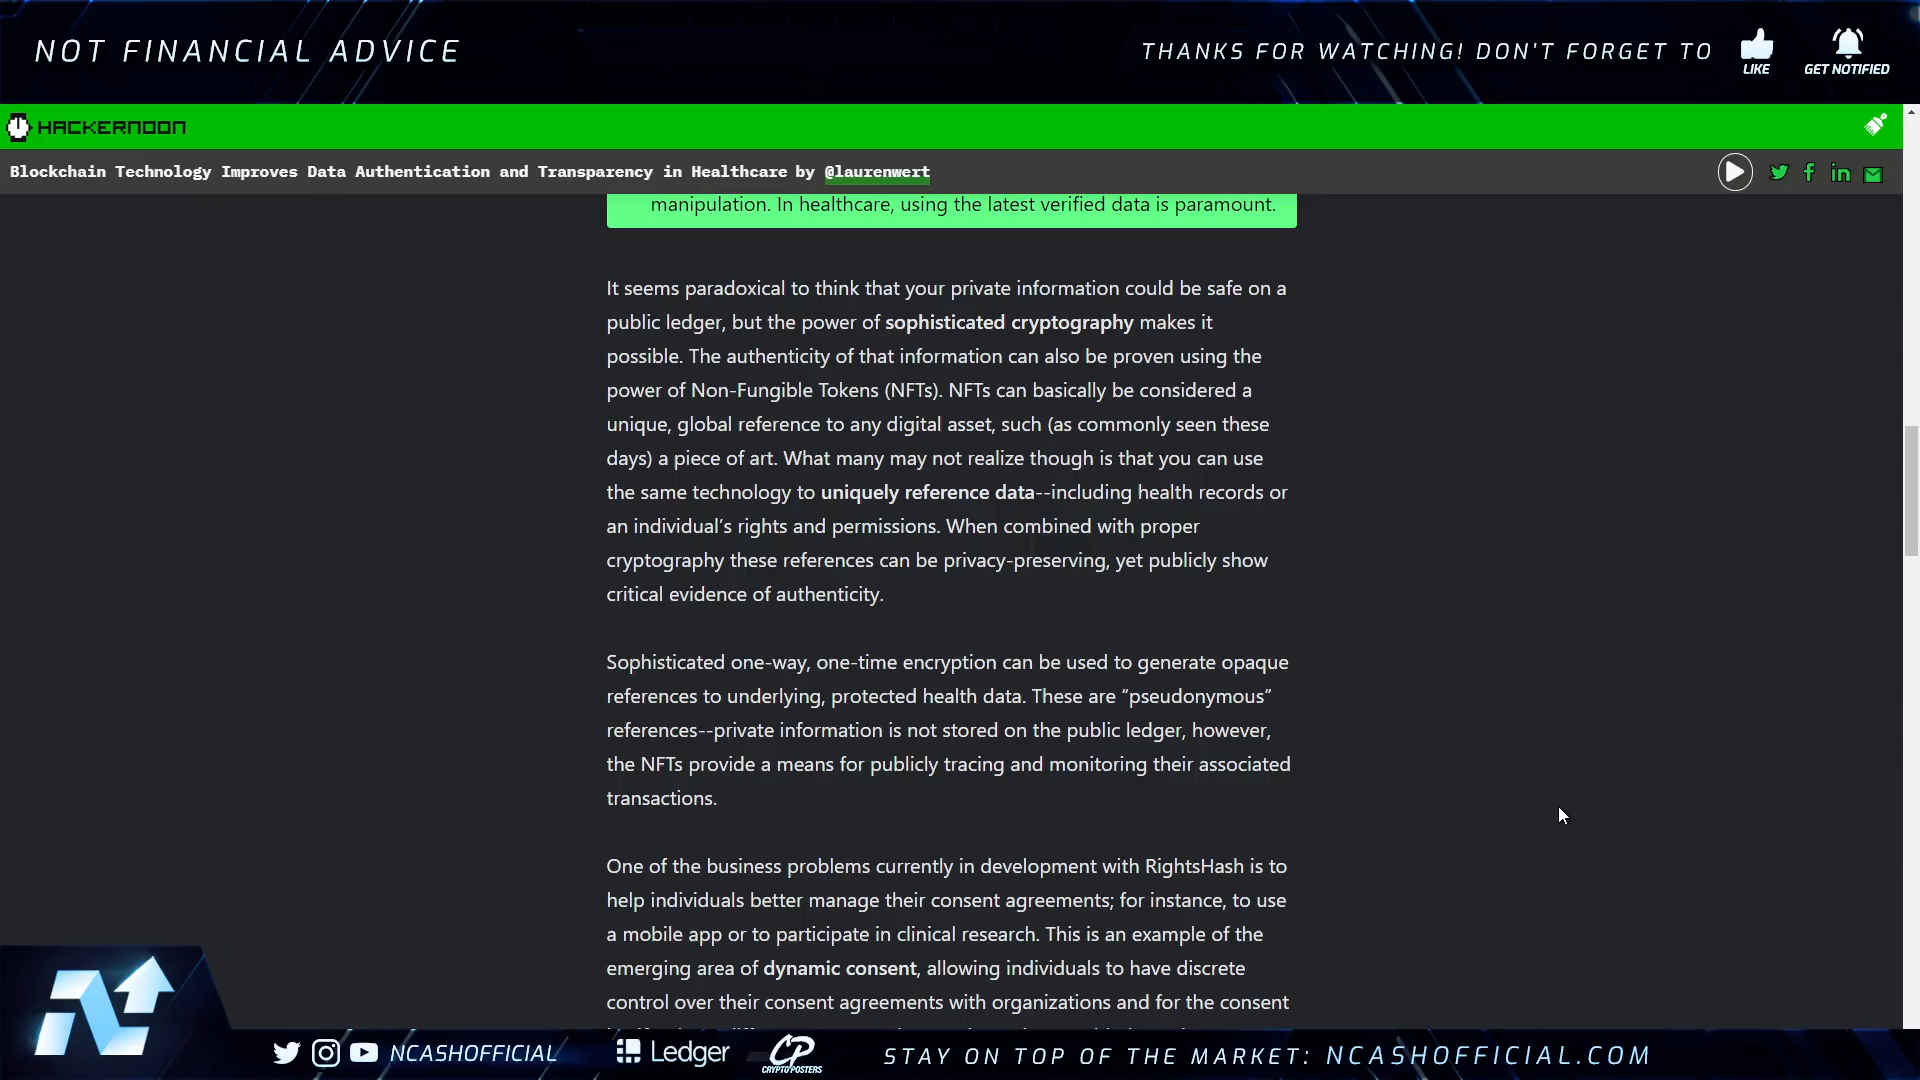 NOT FINANCIAL ADVICE
THANKS FOR WATCHING! DON'T FORGET TO
LIKE
GET NOTIFIED
HACKERNOON
Blockchain Technology Improves Data Authentication and Transparency in Healthcare by @laurenwert
manipulation. In healthcare, using the latest verified data is paramount.
It seems paradoxical to think that your private information could be safe on a
public ledger, but the power of sophisticated cryptography makes it
possible. The authenticity of that information can also be proven using the
power of Non-Fungible Tokens (NFTs). NFTs can basically be considered a
unique, global reference to any digital asset, such (as commonly seen these
days) a piece of art. What many may not realize though is that you can use
the same technology to uniquely reference data--including health records or
an individual’s rights and permissions. When combined with proper
cryptography these references can be privacy-preserving, yet publicly show
critical evidence of authenticity.
Sophisticated one-way, one-time encryption can be used to generate opaque
references to underlying, protected health data. These are “pseudonymous”
references--private information is not stored on the public ledger, however,
the NFTs provide a means for publicly tracing and monitoring their associated
transactions.
One of the business problems currently in development with RightsHash is to
help individuals better manage their consent agreements; for instance, to use
a mobile app or to participate in clinical research. This is an example of the
emerging area of dynamic consent, allowing individuals to have discrete
control over their consent agreements with organizations and for the consent
NCASHOFFICIAL
Ledger
CP
CRYPTOPOSTERS
STAY ON TOP OF THE MARKET: NCASHOFFICIAL.COM